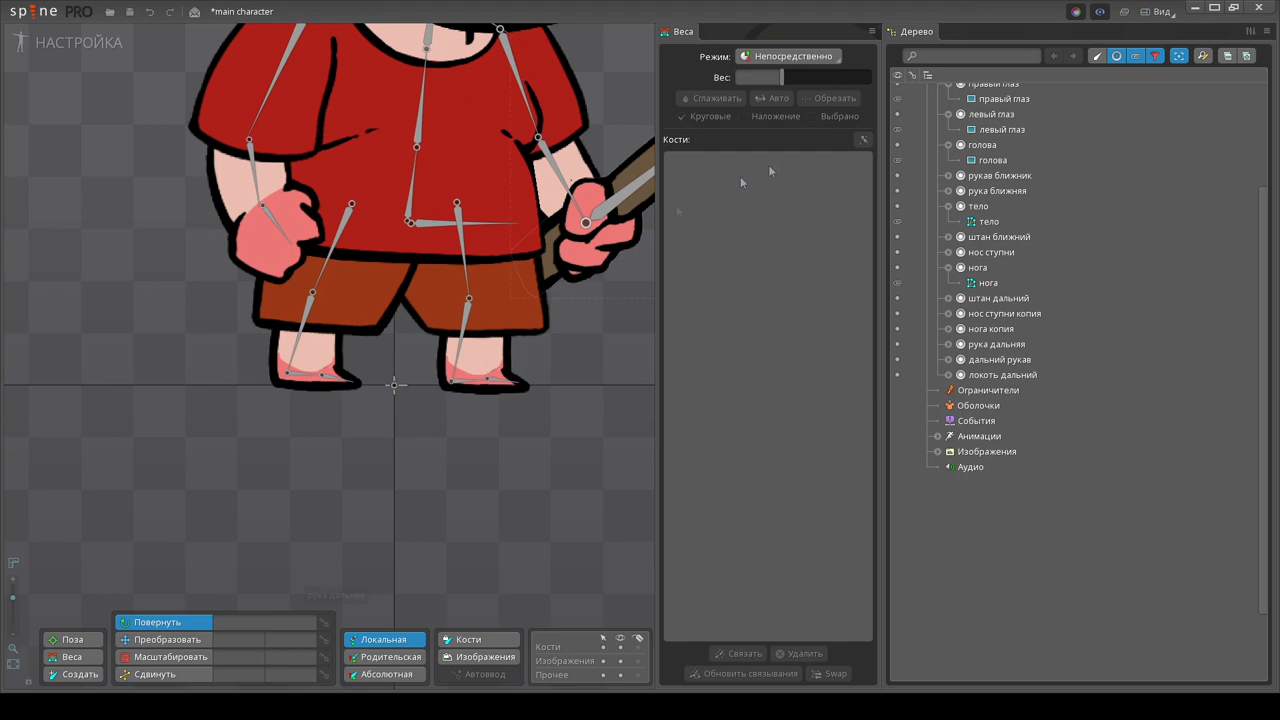 spine PRO
*main character
Вид
НАСТРОЙКА
Веса
Режим: Непосредственно
Вес:
Сглаживать Авто Обрезать
Круговые Наложение Выбрано
Кости:
Связать Удалить
Обновить связывания Swap
Дерево
правый глаз
правый глаз
левый глаз
левый глаз
голова
голова
рукав ближник
рука ближняя
тело
тело
штан ближний
нос ступни
нога
нога
штан дальний
нос ступни копия
нога копия
рука дальняя
дальний рукав
локоть дальний
Ограничители
Оболочки
События
Анимации
Изображения
Аудио
рука дальняя
Поза
Веса
Создать
Повернуть
Преобразовать
Масштабировать
Сдвинуть
Локальная
Родительская
Абсолютная
Кости
Изображения
Автоввод
Кости
Изображения
Прочее